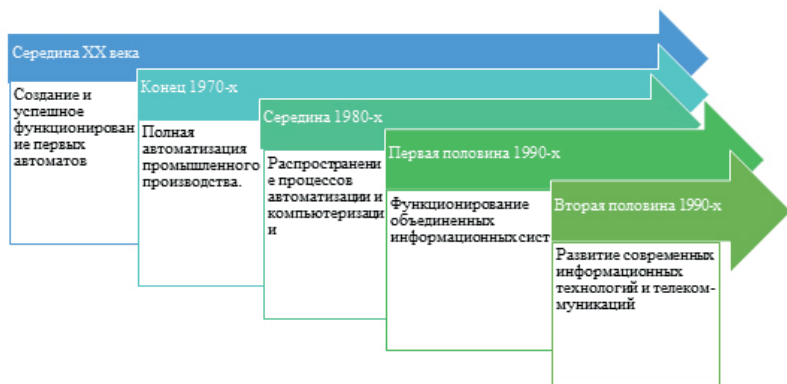 Середина XX века
Создание и
успешное
функционирован
ие первых
автоматов
Конец 1970-х
Полная
автоматизация
промышленного
производства.
Середина 1980-х
Распространени
е процессов
автоматизации и
компьютеризаци
и
Первая половина 1990-х
Функционирование
объединенных
информационных сист
Вторая половина 1990-х
Развитие современных
информационных
технологий и телеком-
муникаций